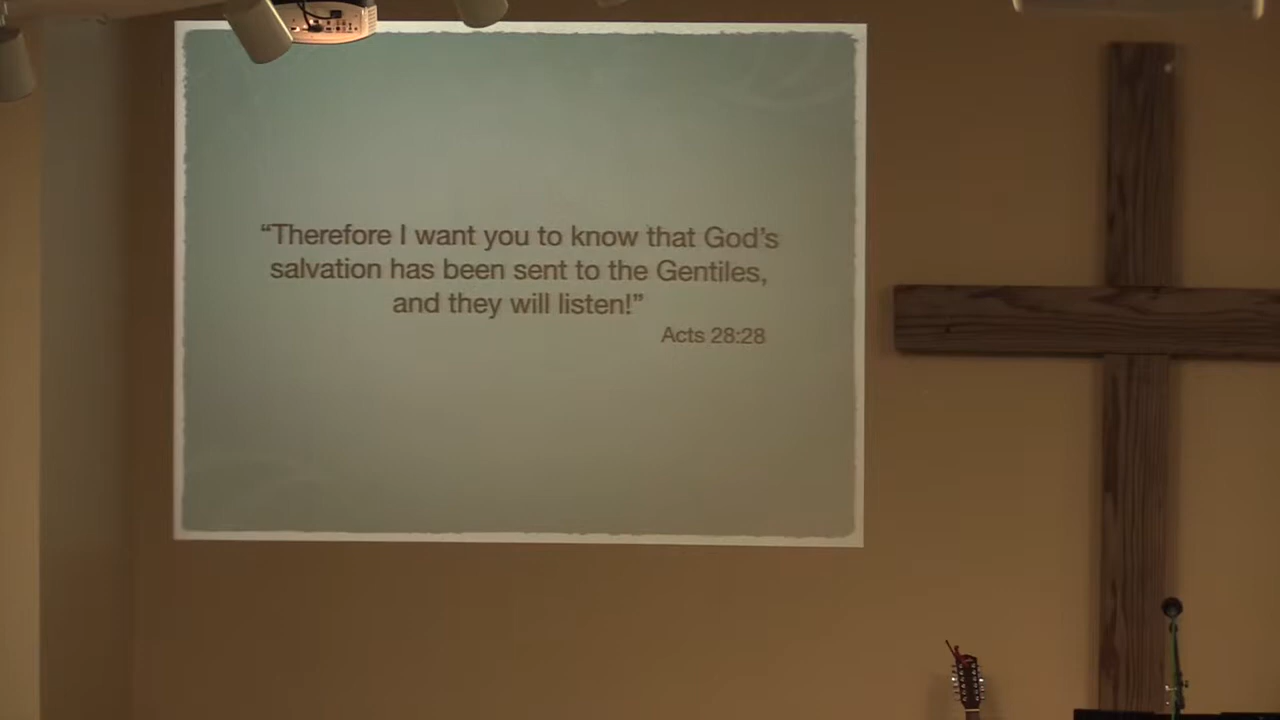 “Therefore I want you to know that God’s
salvation has been sent to the Gentiles,
and they will listen!”
Acts 28:28